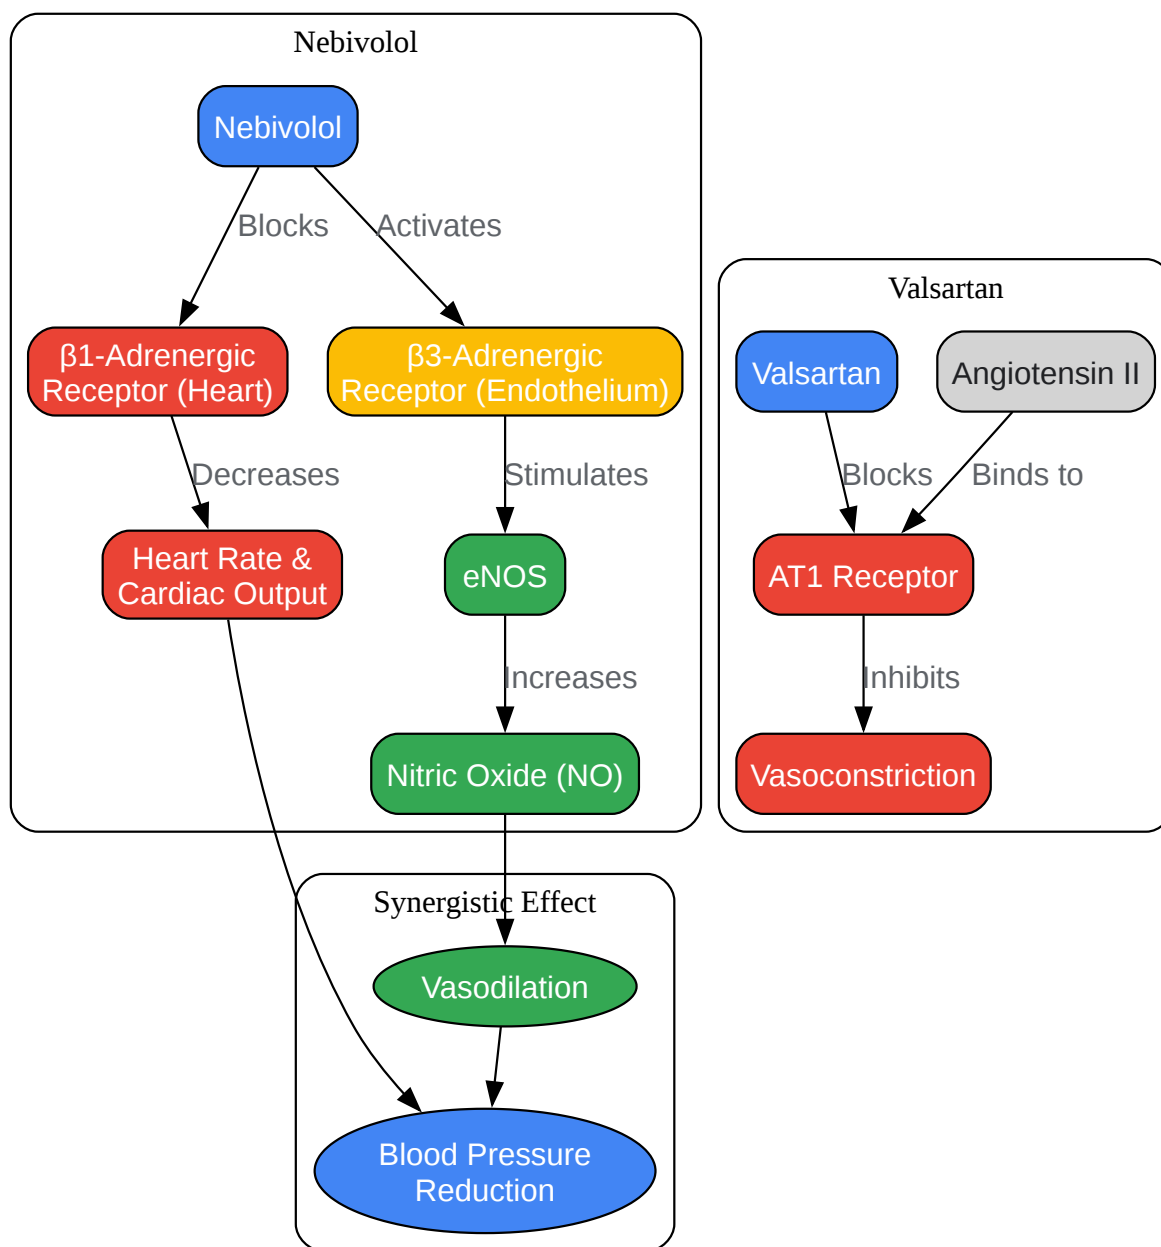 Nebivolol
Nebivolol
Blocks
Activates
β1-Adrenergic
Receptor (Heart)
β3-Adrenergic
Receptor (Endothelium)
Decreases
Stimulates
Heart Rate &
Cardiac Output
eNOS
Increases
Nitric Oxide (NO)
Valsartan
Valsartan
Angiotensin II
Blocks
Binds to
AT1 Receptor
Inhibits
Vasoconstriction
Synergistic Effect
Vasodilation
Blood Pressure
Reduction